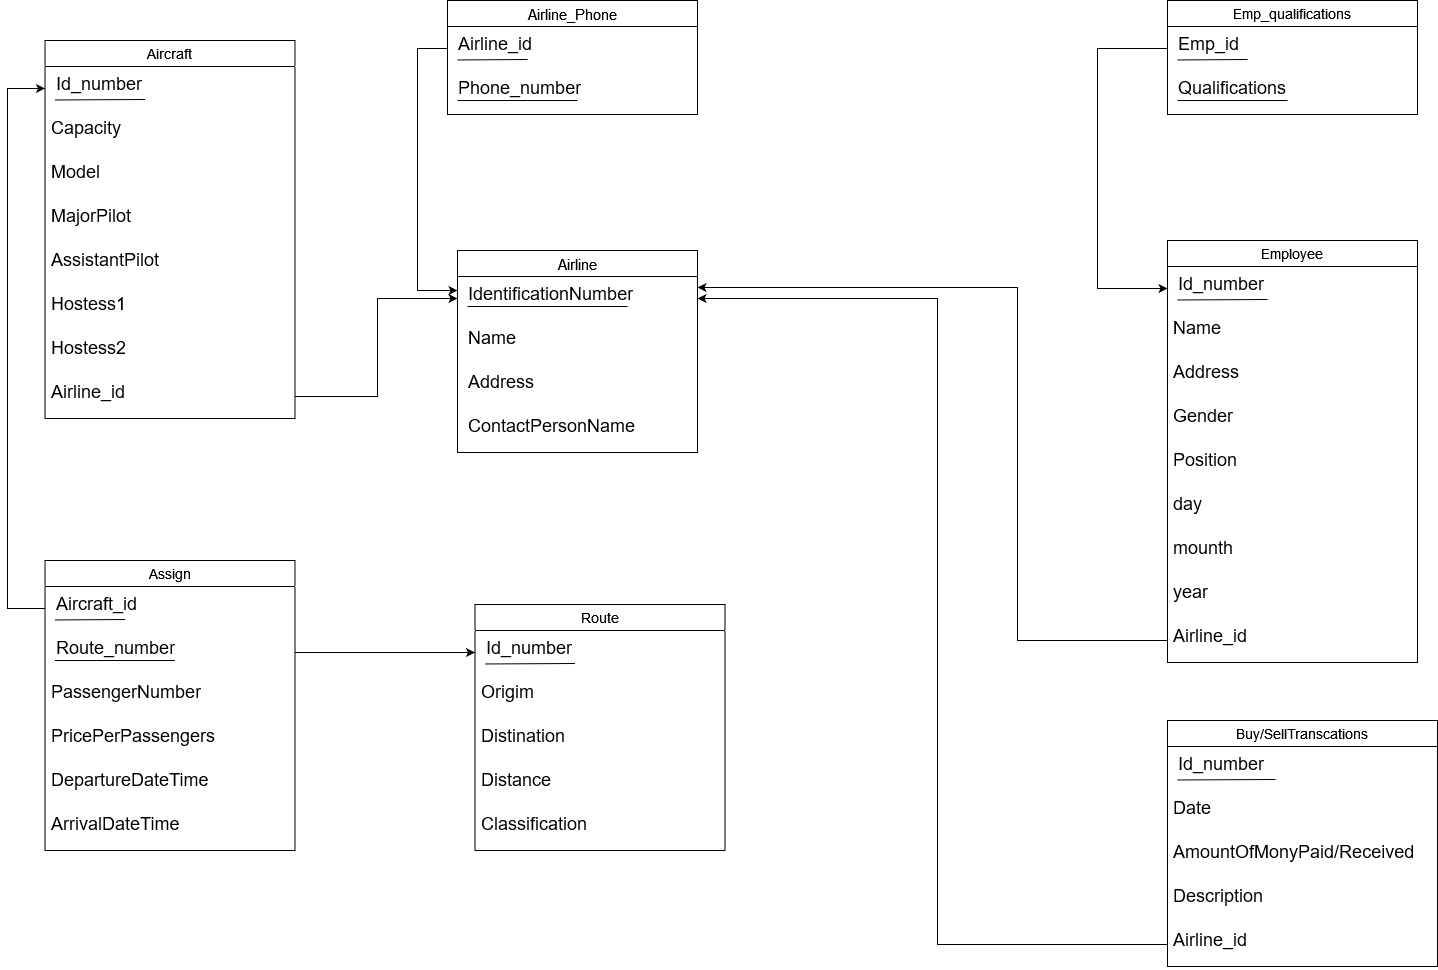 Aircraft
Id_number
Capacity
Model
MajorPilot
AssistantPilot
Hostess1
Hostess2
Airline_id
Airline_Phone
Airline_id
Phone_number
Emp_qualifications
Emp_id
Qualifications
Airline
IdentificationNumber
Name
Address
ContactPersonName
Employee
Id_number
Name
Address
Gender
Position
day
mounth
year
Airline_id
Assign
Aircraft_id
Route_number
PassengerNumber
PricePerPassengers
DepartureDateTime
ArrivalDateTime
Route
Id_number
Origim
Distination
Distance
Classification
Buy/SellTranscations
Id_number
Date
AmountOfMonyPaid/Received
Description
Airline_id